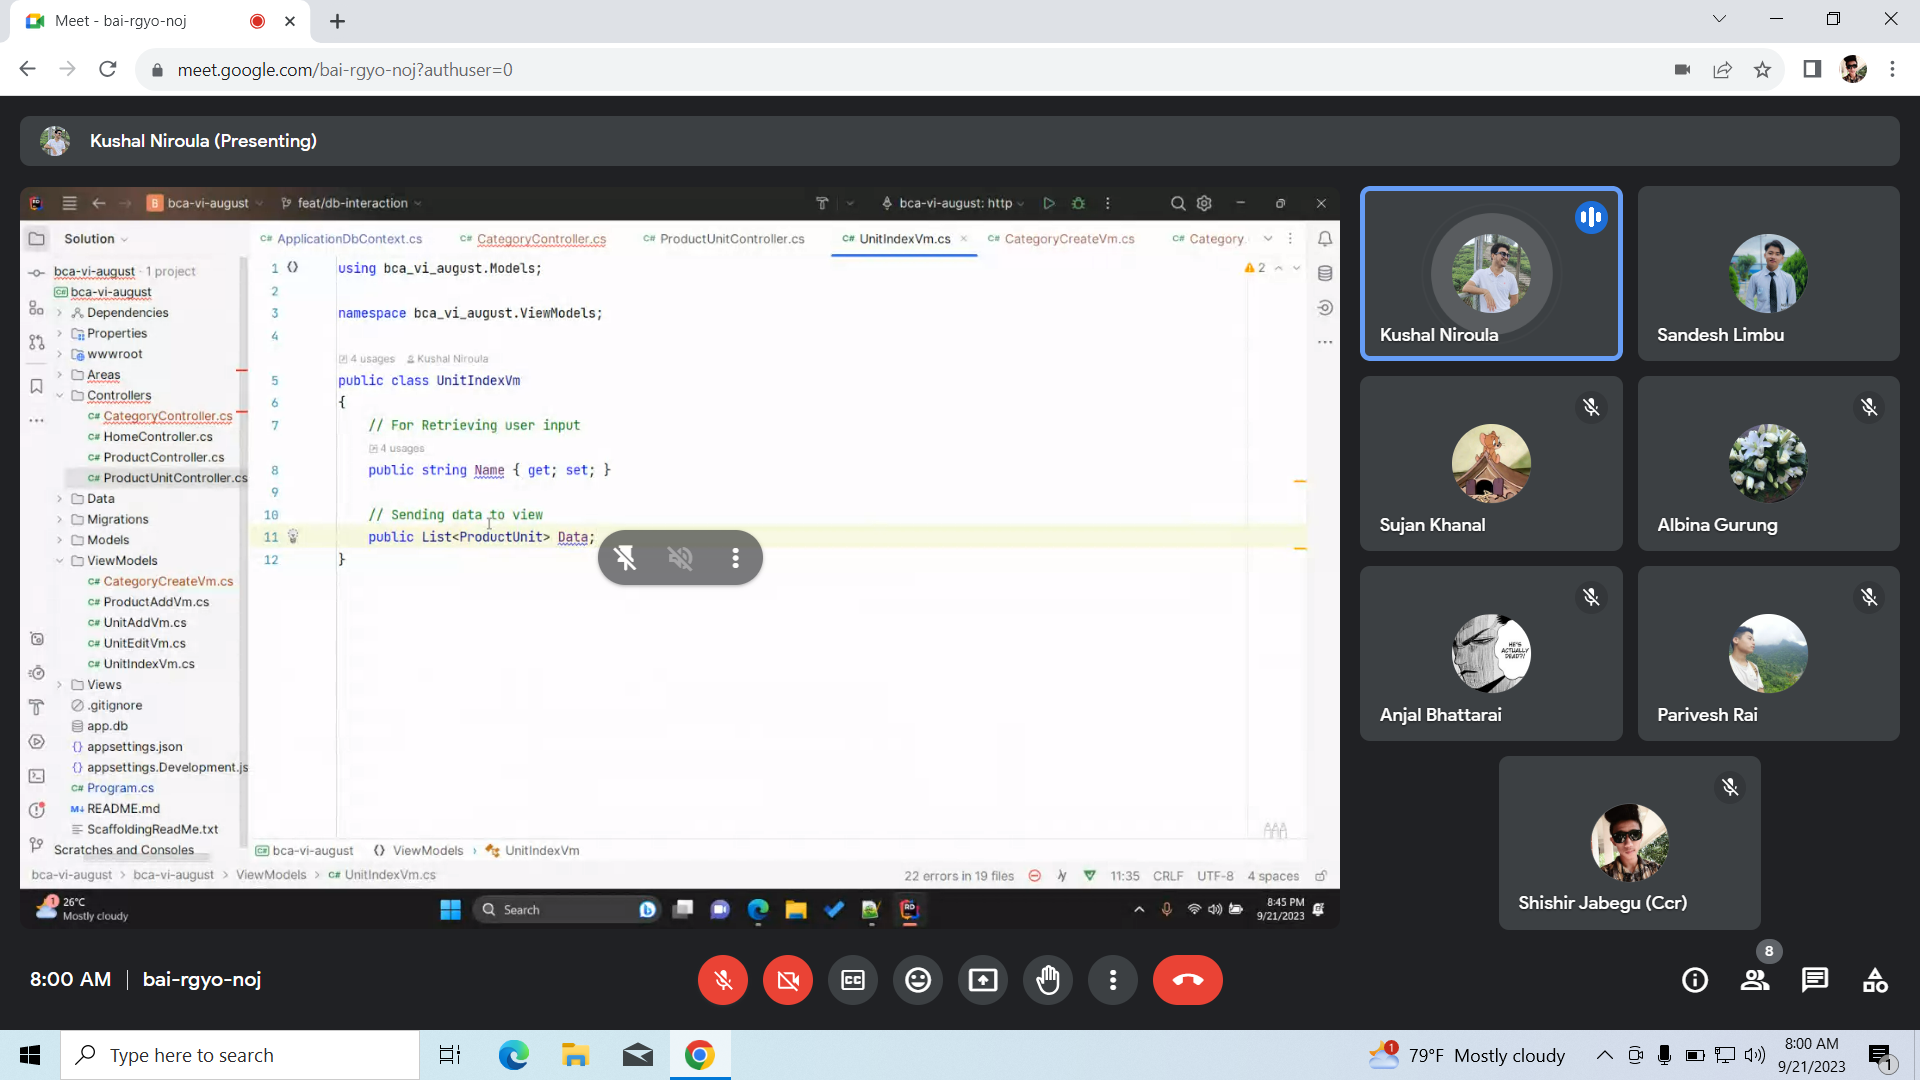 Meet - bai-rgyo-noj
meet.google.com/bai-rgyo-noj?authuser=0
Kushal Niroula (Presenting)
B bca-vi-august feat/db-interaction bca-vi-august: http
Solution
C# ApplicationDbContext.cs C# CategoryController.cs C# ProductUnitController.cs C# UnitIndexVm.cs C# CategoryCreateVm.cs C# Category
bca-vi-august · 1 project
bca-vi-august
Dependencies
Properties
wwwroot
Areas
Controllers
C# CategoryController.cs
C# HomeController.cs
C# ProductController.cs
C# ProductUnitController.cs
Data
Migrations
Models
ViewModels
C# CategoryCreateVm.cs
C# ProductAddVm.cs
C# UnitAddVm.cs
C# UnitEditVm.cs
C# UnitIndexVm.cs
Views
.gitignore
app.db
{} appsettings.json
{} appsettings.Development.js
C# Program.cs
M↓ README.md
ScaffoldingReadMe.txt
Scratches and Consoles
1 using bca_vi_august.Models;
2
3 namespace bca_vi_august.ViewModels;
4
4 usages Kushal Niroula
5 public class UnitIndexVm
6 {
7 // For Retrieving user input
4 usages
8 public string Name { get; set; }
9
10 // Sending data to view
11 public List<ProductUnit> Data;
12 }
2
bca-vi-august ViewModels UnitIndexVm
bca-vi-august > bca-vi-august > ViewModels > C# UnitIndexVm.cs
22 errors in 19 files 11:35 CRLF UTF-8 4 spaces
1
26°C
Mostly cloudy
Search
8:45 PM
9/21/2023
Kushal Niroula
Sandesh Limbu
Sujan Khanal
Albina Gurung
HE'S ACTUALLY DEAD?!
Anjal Bhattarai
Parivesh Rai
Shishir Jabegu (Ccr)
8:00 AM | bai-rgyo-noj
CC
8
Type here to search
1
79°F Mostly cloudy
8:00 AM
9/21/2023
1